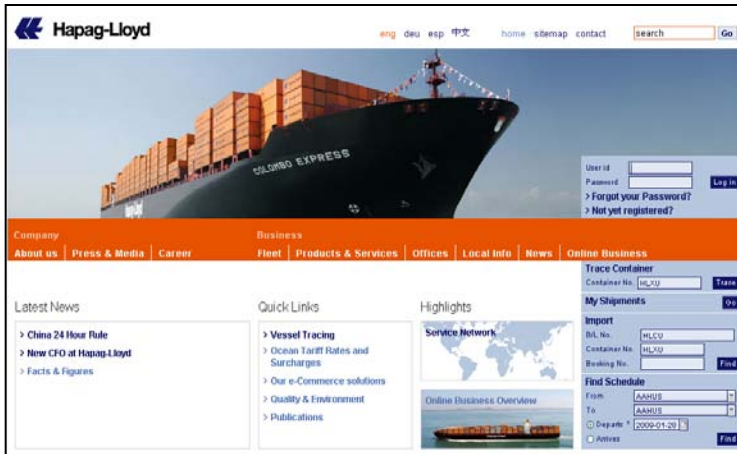 Hapag-Lloyd
eng deu esp 中文 home sitemap contact search Go
COLOMBO EXPRESS
Hapag-Lloyd
User id
Password Log in
> Forgot your Password?
> Not yet registered?
Company Business
About us Press & Media Career Fleet Products & Services Offices Local Info News Online Business
Latest News
> China 24 Hour Rule
> New CFO at Hapag-Lloyd
> Facts & Figures
Quick Links
> Vessel Tracing
> Ocean Tariff Rates and
Surcharges
> Our e-Commerce solutions
> Quality & Environment
> Publications
Highlights
Service Network
Online Business Overview
Trace Container
Container No. HLXU Trace
My Shipments Go
Import
B/L No. HLCU
Container No. HLXU
Booking No. Find
Find Schedule
From AAHUS
To AAHUS
Departs * 2009-01-28
Arrives Find